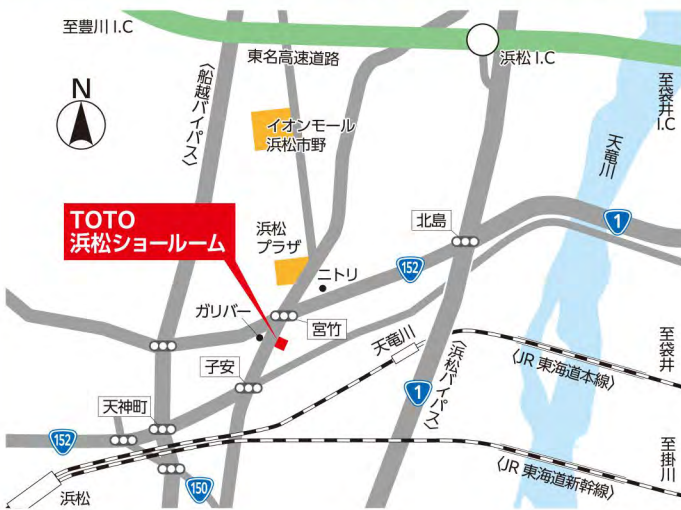 至豊川 I.C
東名高速道路
浜松 I.C
至袋井I.C
〈船越バイパス〉
N
イオンモール
浜松市野
天竜川
1
TOTO
浜松ショールーム
浜松
プラザ
北島
152
ニトリ
ガリバー
宮竹
天竜川
至袋井
〈JR 東海道本線〉
子安
1
〈浜松バイパス〉
天神町
152
150
浜松
〈JR 東海道新幹線〉
至掛川